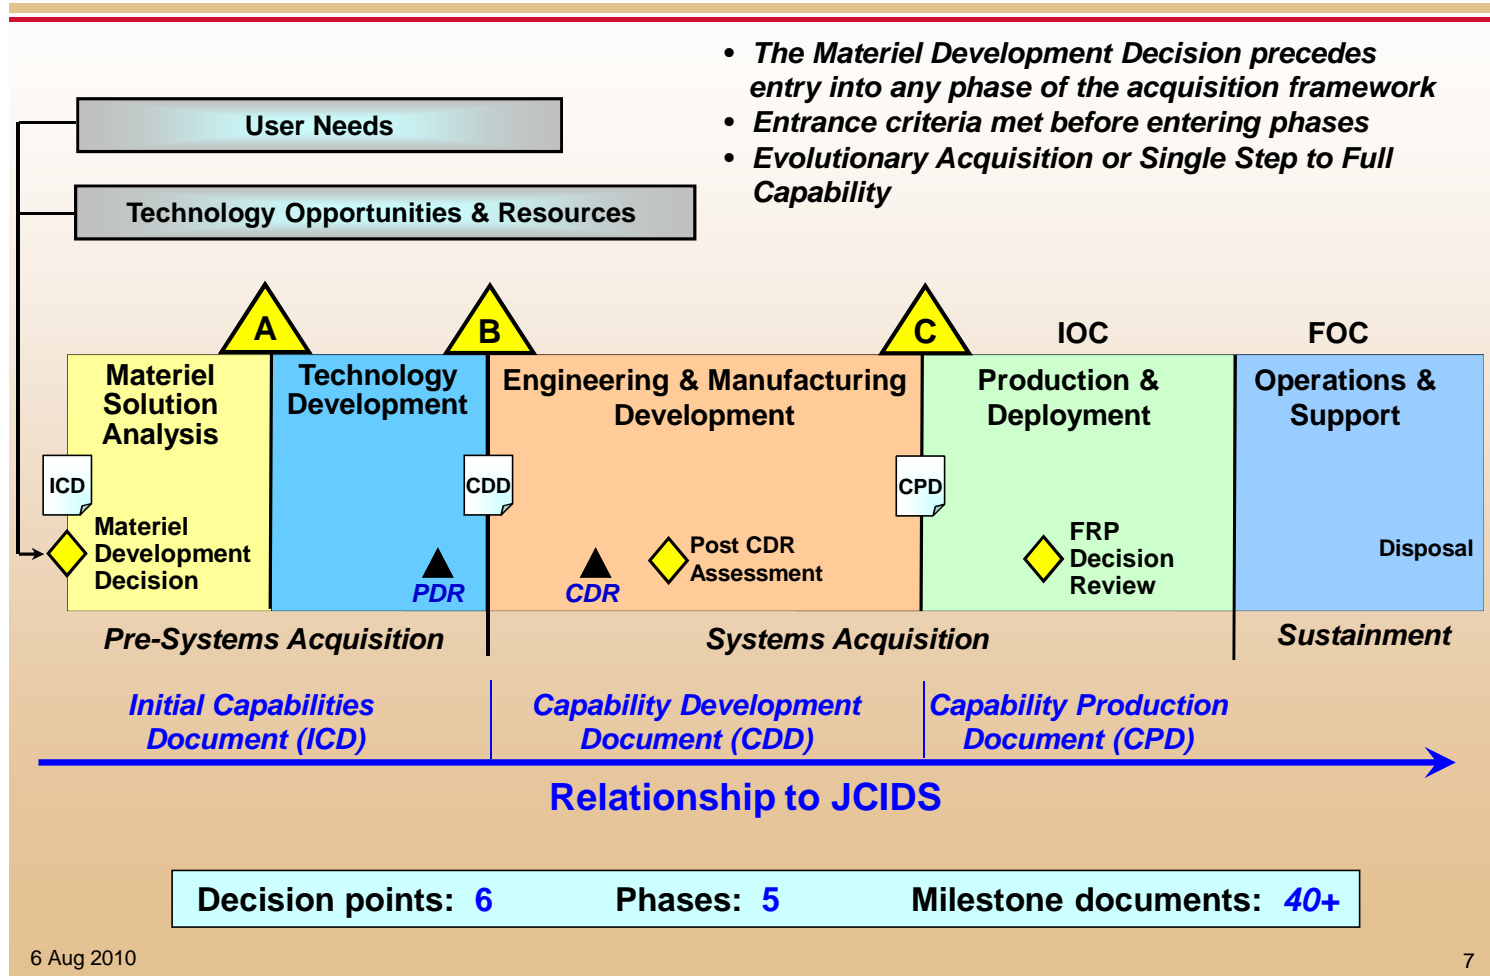 • The Materiel Development Decision precedes
entry into any phase of the acquisition framework
• Entrance criteria met before entering phases
• Evolutionary Acquisition or Single Step to Full
Capability
User Needs
Technology Opportunities & Resources
A
B
C
IOC
FOC
Materiel
Solution
Analysis
Technology
Development
Engineering & Manufacturing
Development
Production &
Deployment
Operations &
Support
ICD
CDD
CPD
Materiel
Development
Decision
PDR
CDR
Post CDR
Assessment
FRP
Decision
Review
Disposal
Pre-Systems Acquisition
Systems Acquisition
Sustainment
Initial Capabilities
Document (ICD)
Capability Development
Document (CDD)
Capability Production
Document (CPD)
Relationship to JCIDS
Decision points: 6 Phases: 5 Milestone documents: 40+
6 Aug 2010
7